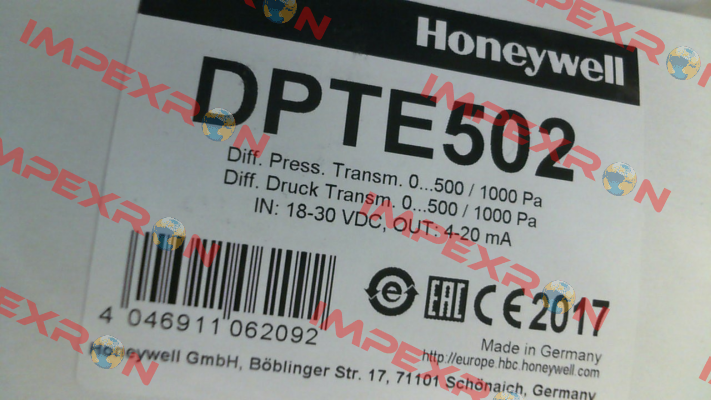 Honeywell
DPTE502
Diff. Press. Transm. 0...500 / 1000 Pa
Diff. Druck Transm. 0...500 / 1000 Pa
IN: 18-30 VDC, OUT: 4-20 mA
4 046911 062092
e EAC CE 2017
Made in Germany
http://europe.hbc.honeywell.com
Honeywell GmbH, Böblinger Str. 17, 71101 Schönaich, Germany
IMPEXRON